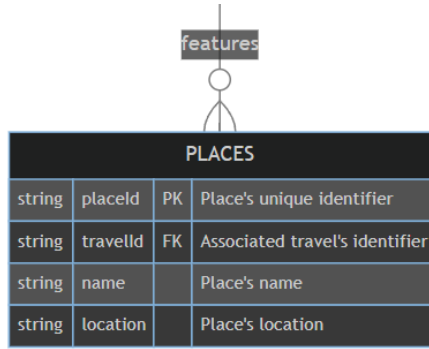 features
PLACES
string placeId PK Place's unique identifier
string travelId FK Associated travel's identifier
string name Place's name
string location Place's location